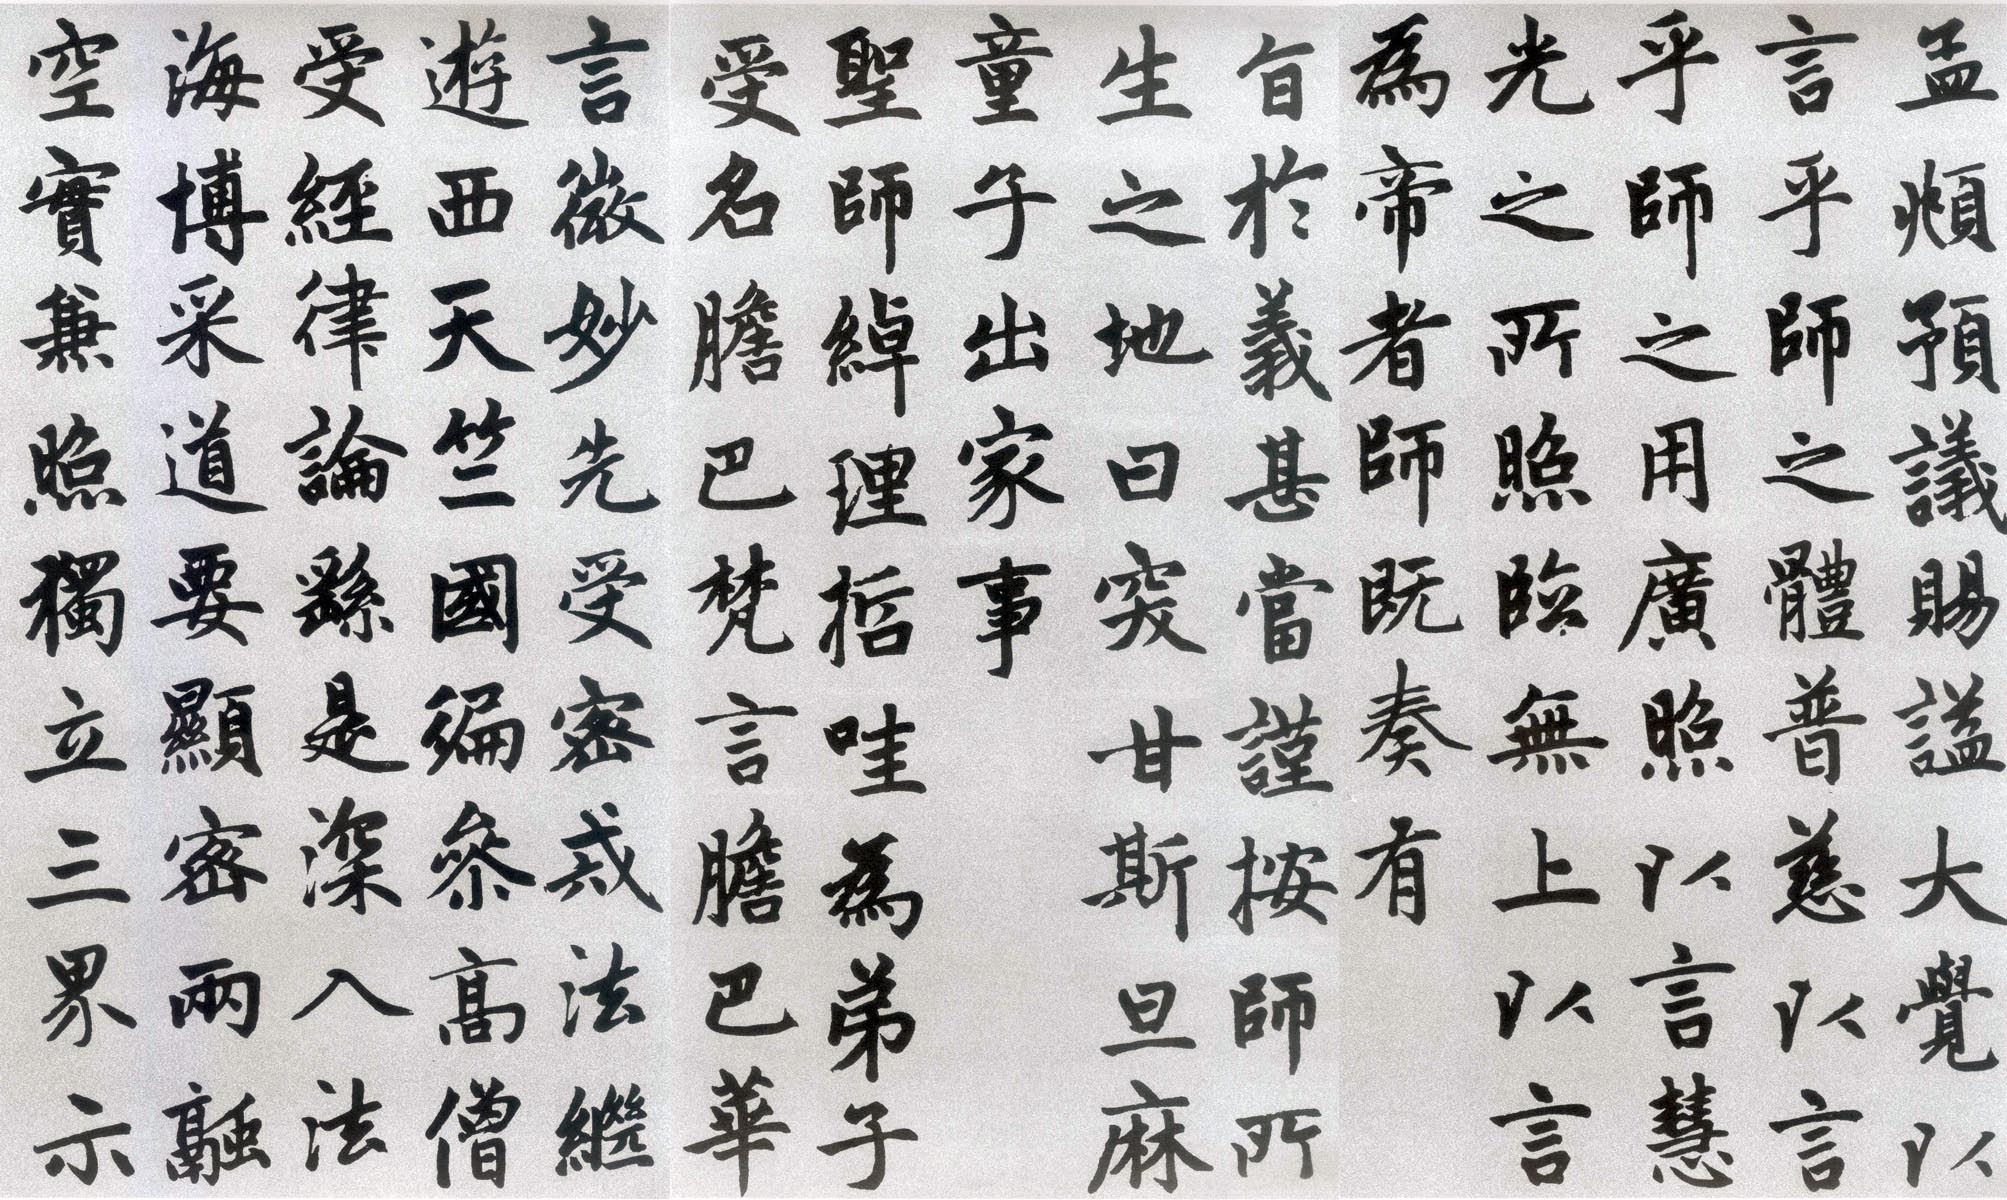 孟頫預議賜謚大覺以
言乎師之體普慈以言
乎師之用廣照以言慧
光之所照臨無上以言
為帝者師既奏有
旨於義甚當謹按師所
生之地曰突甘斯旦麻
童子出家事
聖師綽理哲哇為弟子
受名膽巴梵言膽巴華
言微妙先受密戒法繼
遊西天竺國徧參高僧
受經律論繇是深入法
海博采道要顯密兩融
空實兼照獨立三界示